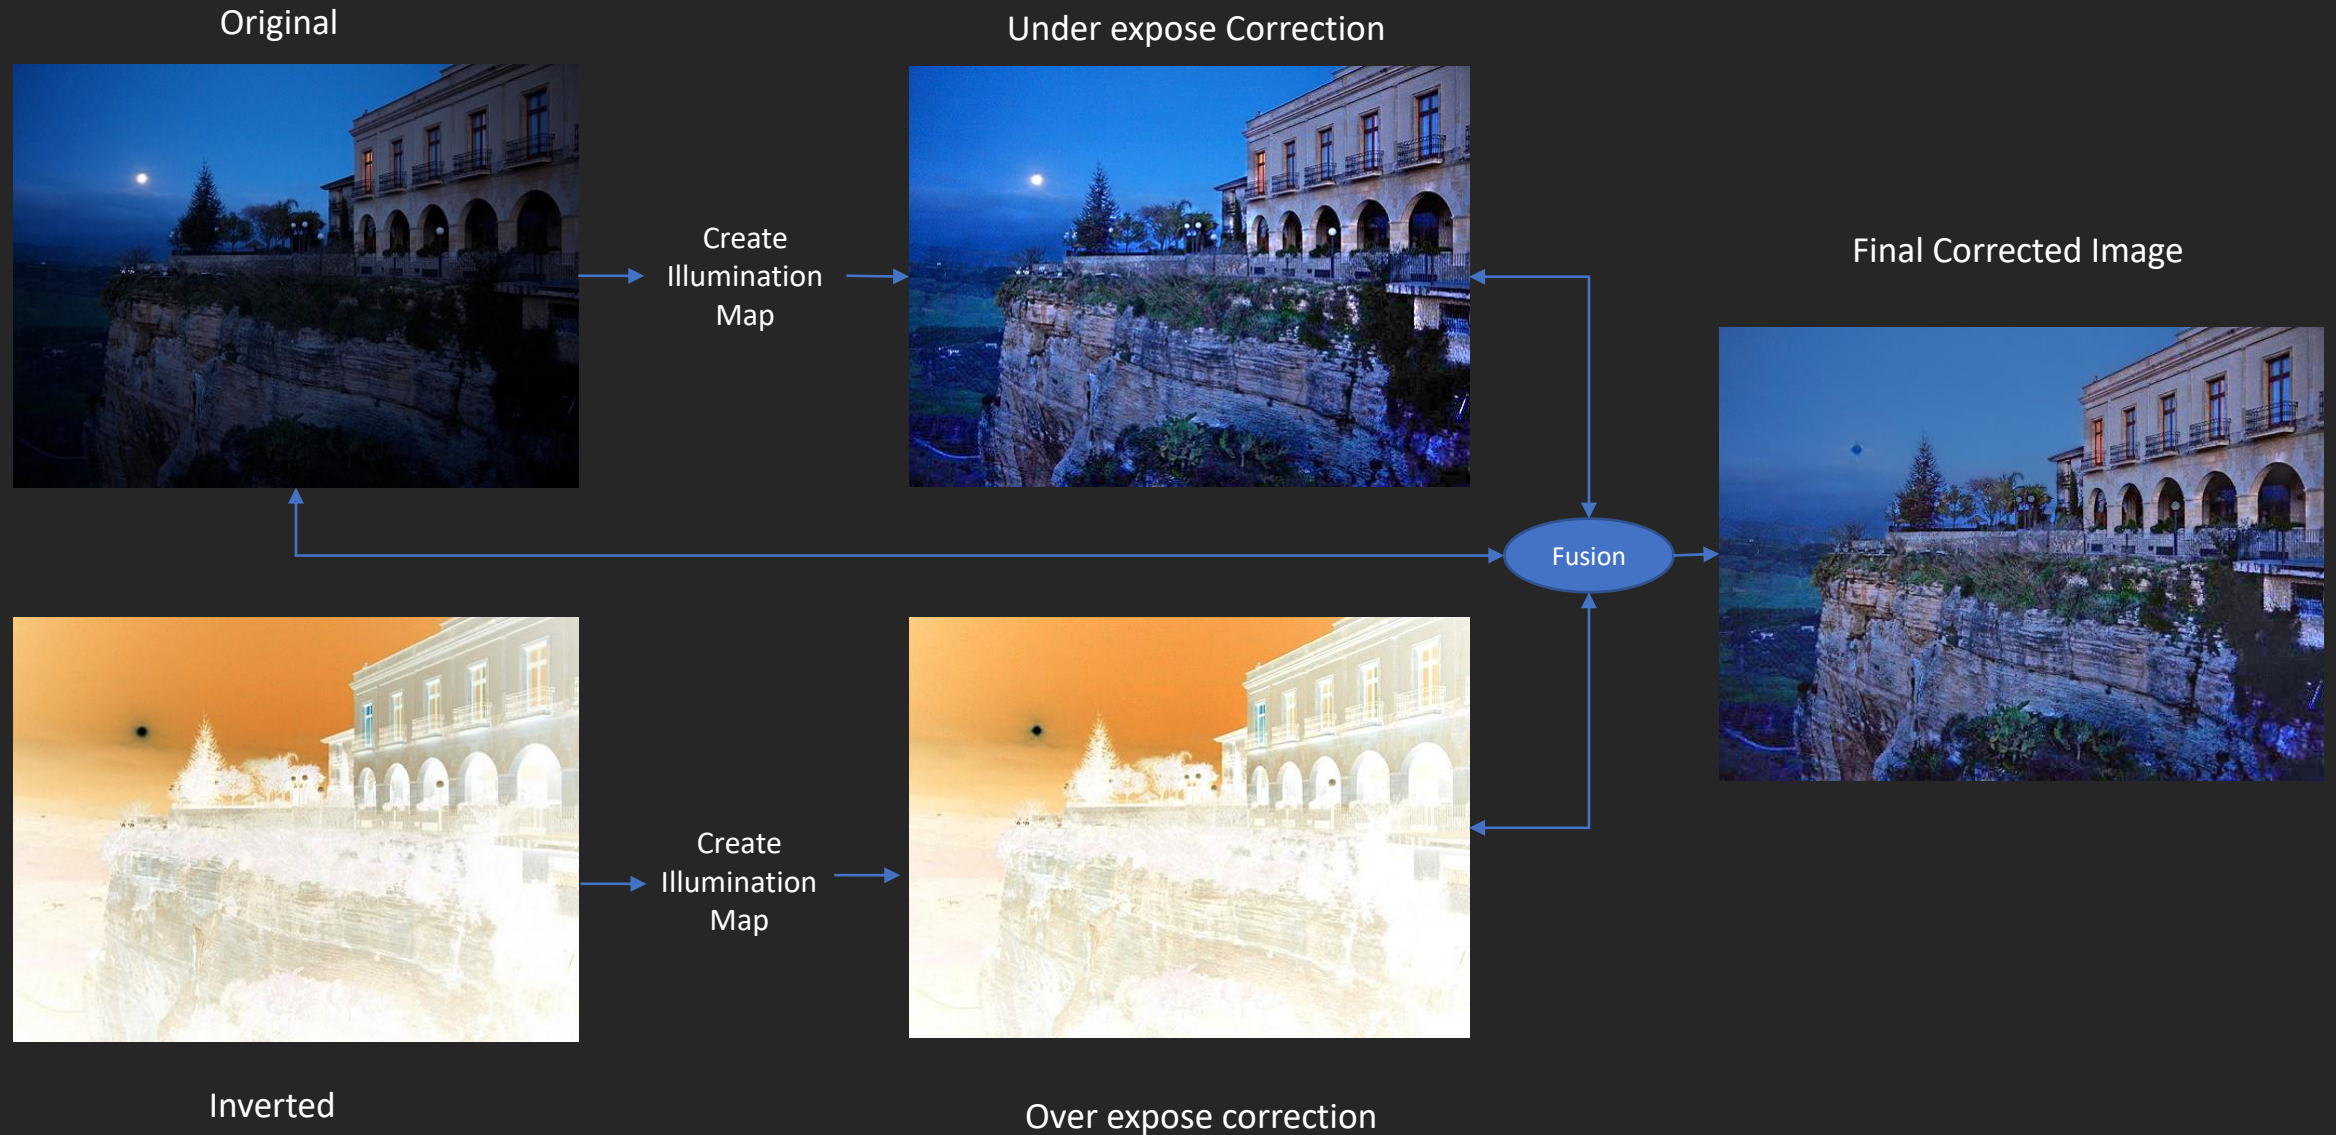 Original
Under expose Correction
Create
Illumination
Map
Final Corrected Image
Fusion
Create
Illumination
Map
Inverted
Over expose correction